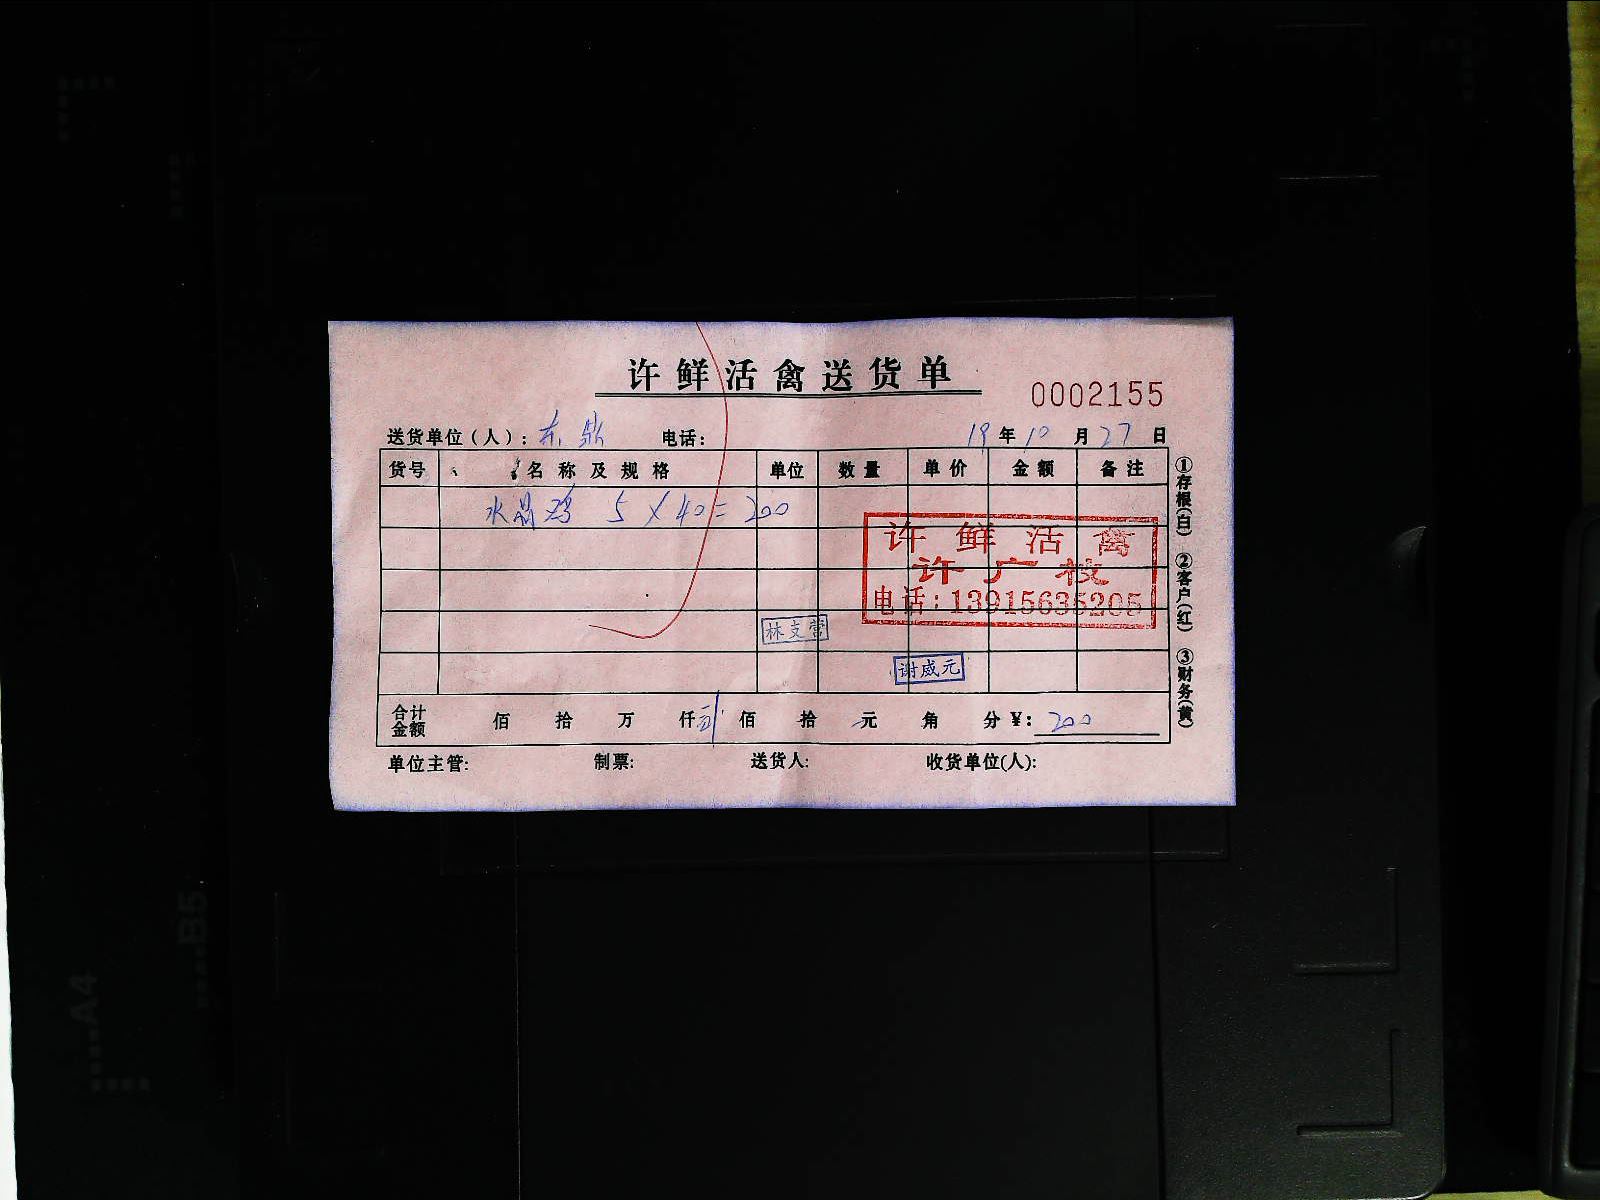 许鲜活禽送货单
0002155
送货单位(人): 东鼎 电话: 19年10月27日
货号 、 名称及规格 单位 数量 单价 金额 备注
水晶鸡 5×40=200
许鲜活禽
许广枝
电话:13915635205
林支营
谢威元
合计金额 佰 拾 万 仟 贰佰 拾 元 角 分 ¥: 200
单位主管: 制票: 送货人: 收货单位(人):
①存根(白) ②客户(红) ③财务(黄)
A4
B5